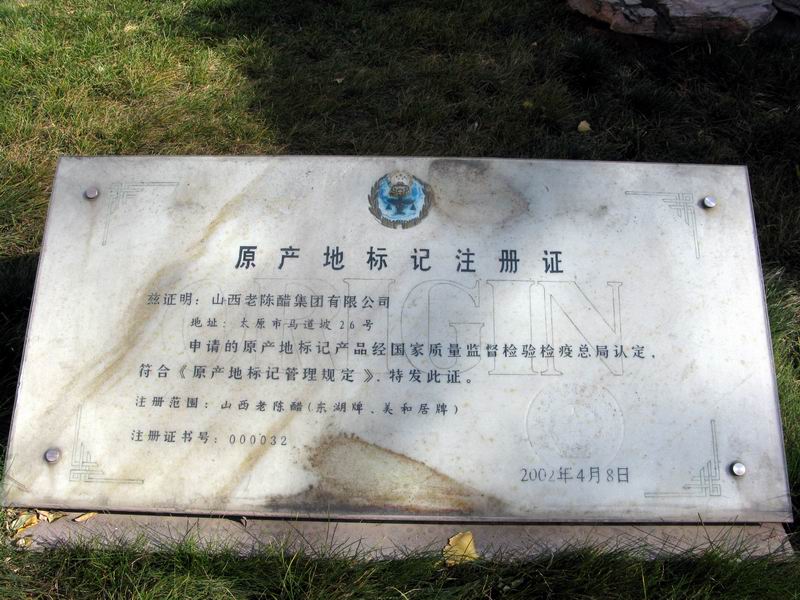 原产地标记注册证
ORIGIN
兹证明：山西老陈醋集团有限公司
地址：太原市马道坡26号
申请的原产地标记产品经国家质量监督检验检疫总局认定，
符合《原产地标记管理规定》，特发此证。
注册范围：山西老陈醋(东湖牌、美和居牌)
注册证书号：000032
2002年4月8日